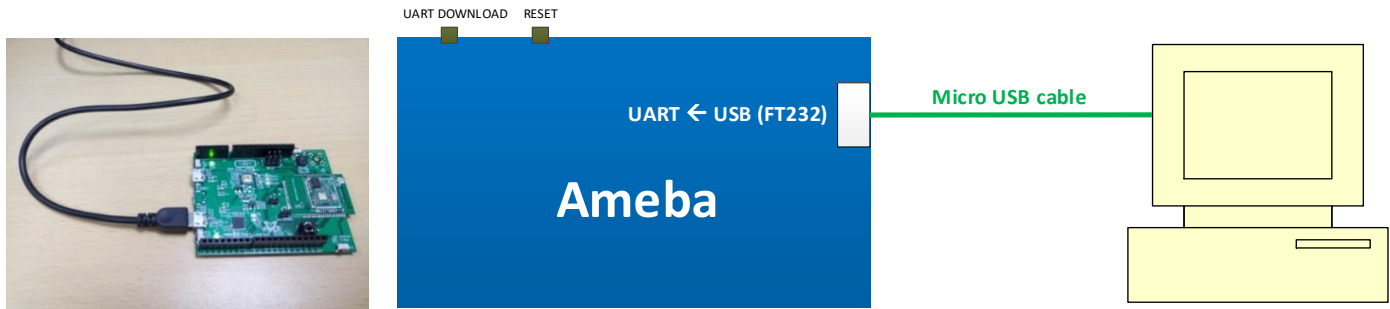 UART DOWNLOAD RESET
UART ← USB (FT232)
Micro USB cable
Ameba